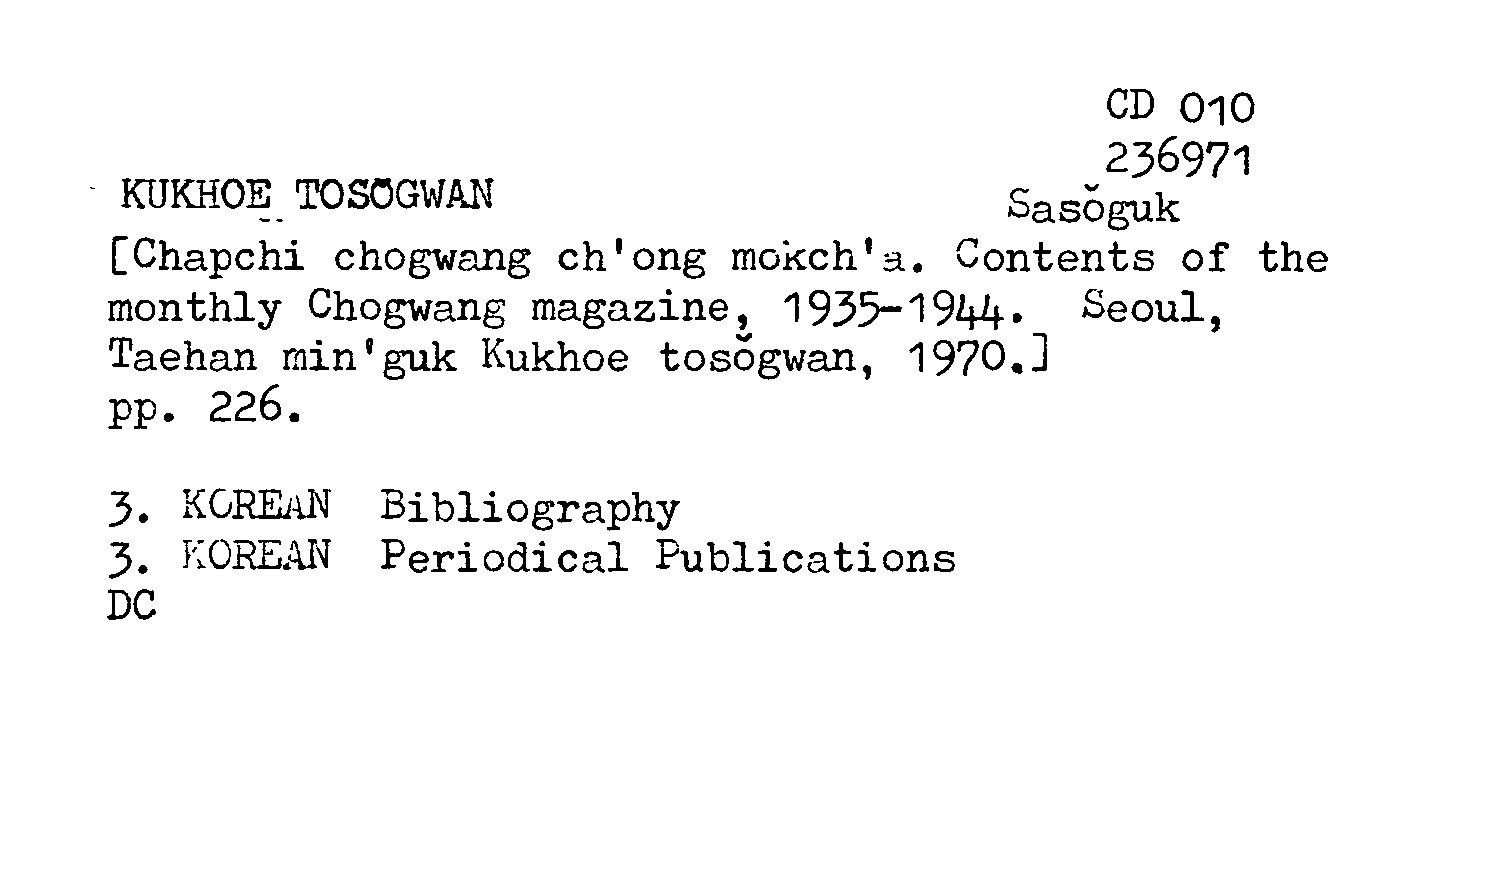 CD 010
236971
KUKHOE TOSŎGWAN
Sasŏguk
[Chapchi chogwang ch'ong mokch'a. Contents of the
monthly Chogwang magazine, 1935-1944. Seoul,
Taehan min'guk Kukhoe tosŏgwan, 1970.]
pp. 226.
3. KOREAN Bibliography
3. KOREAN Periodical Publications
DC